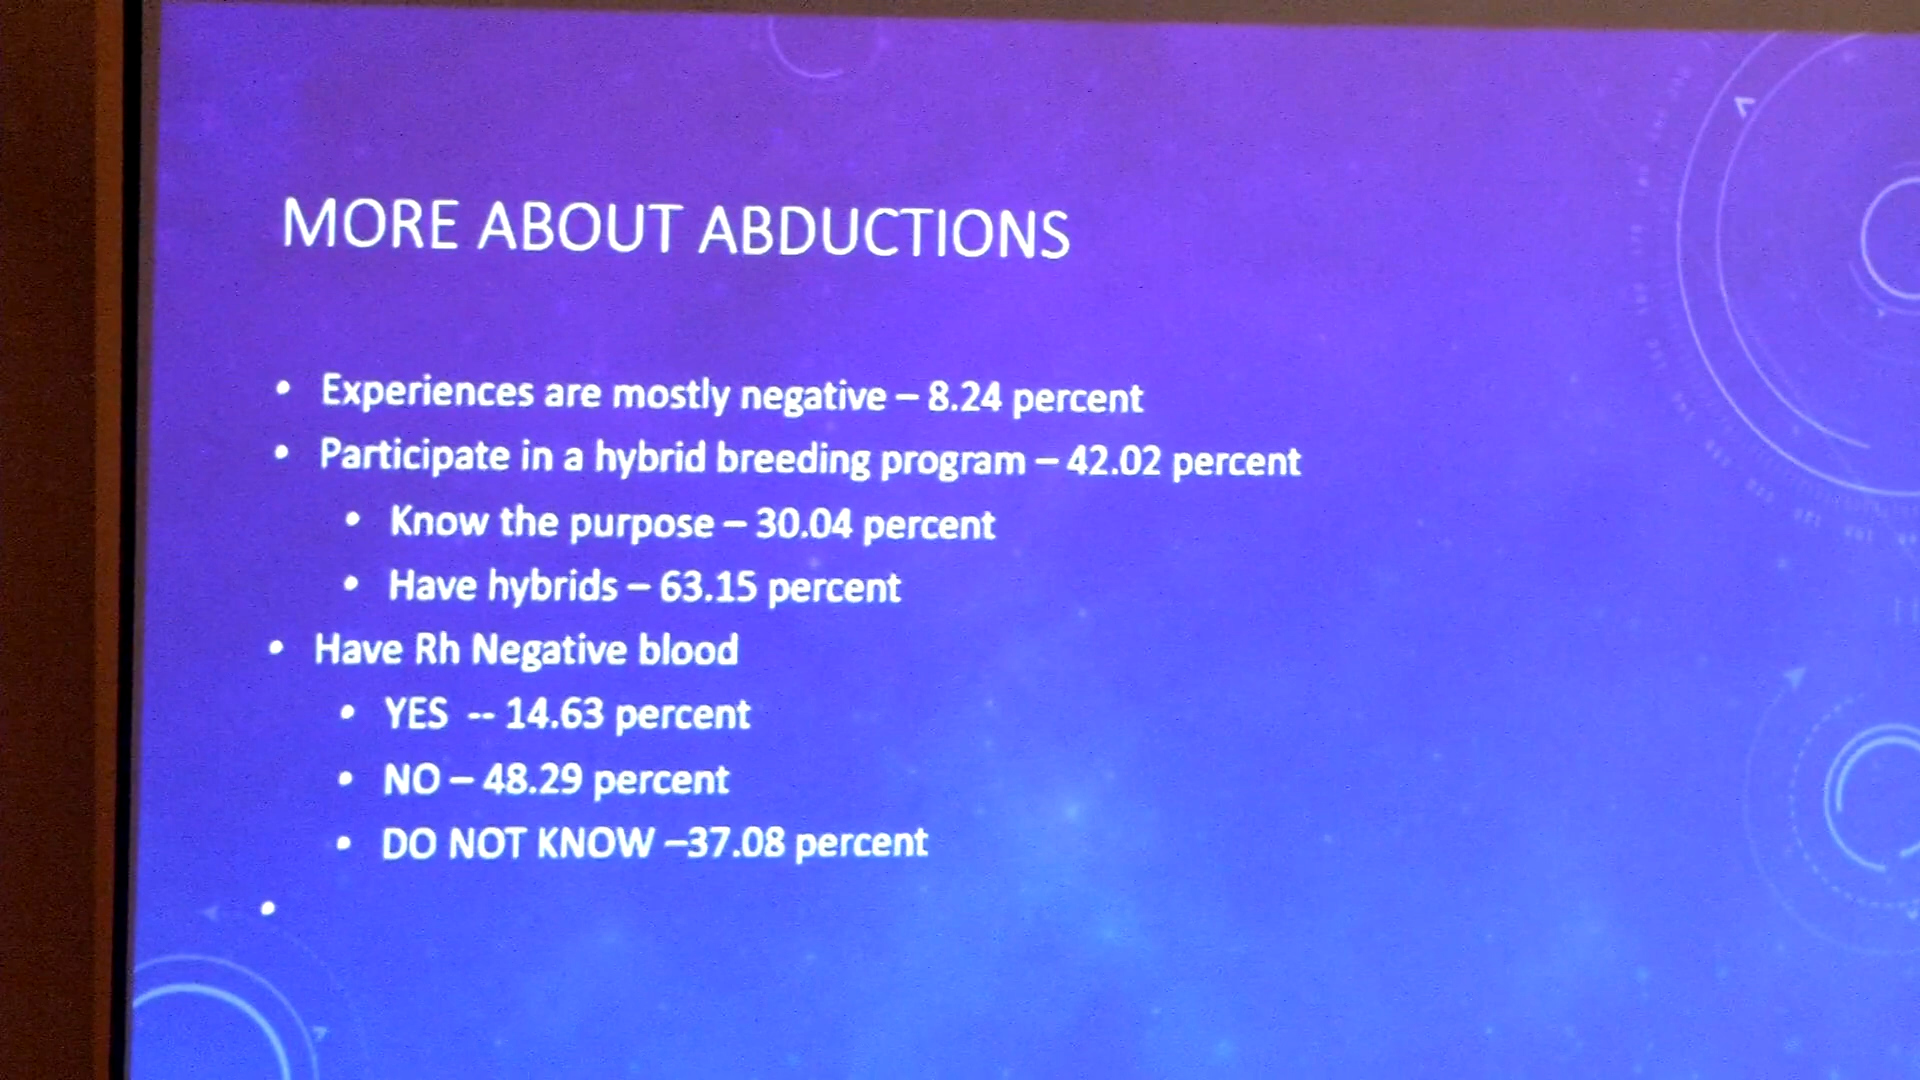 MORE ABOUT ABDUCTIONS
• Experiences are mostly negative – 8.24 percent
• Participate in a hybrid breeding program – 42.02 percent
• Know the purpose – 30.04 percent
• Have hybrids – 63.15 percent
• Have Rh Negative blood
• YES -- 14.63 percent
• NO – 48.29 percent
• DO NOT KNOW –37.08 percent
•